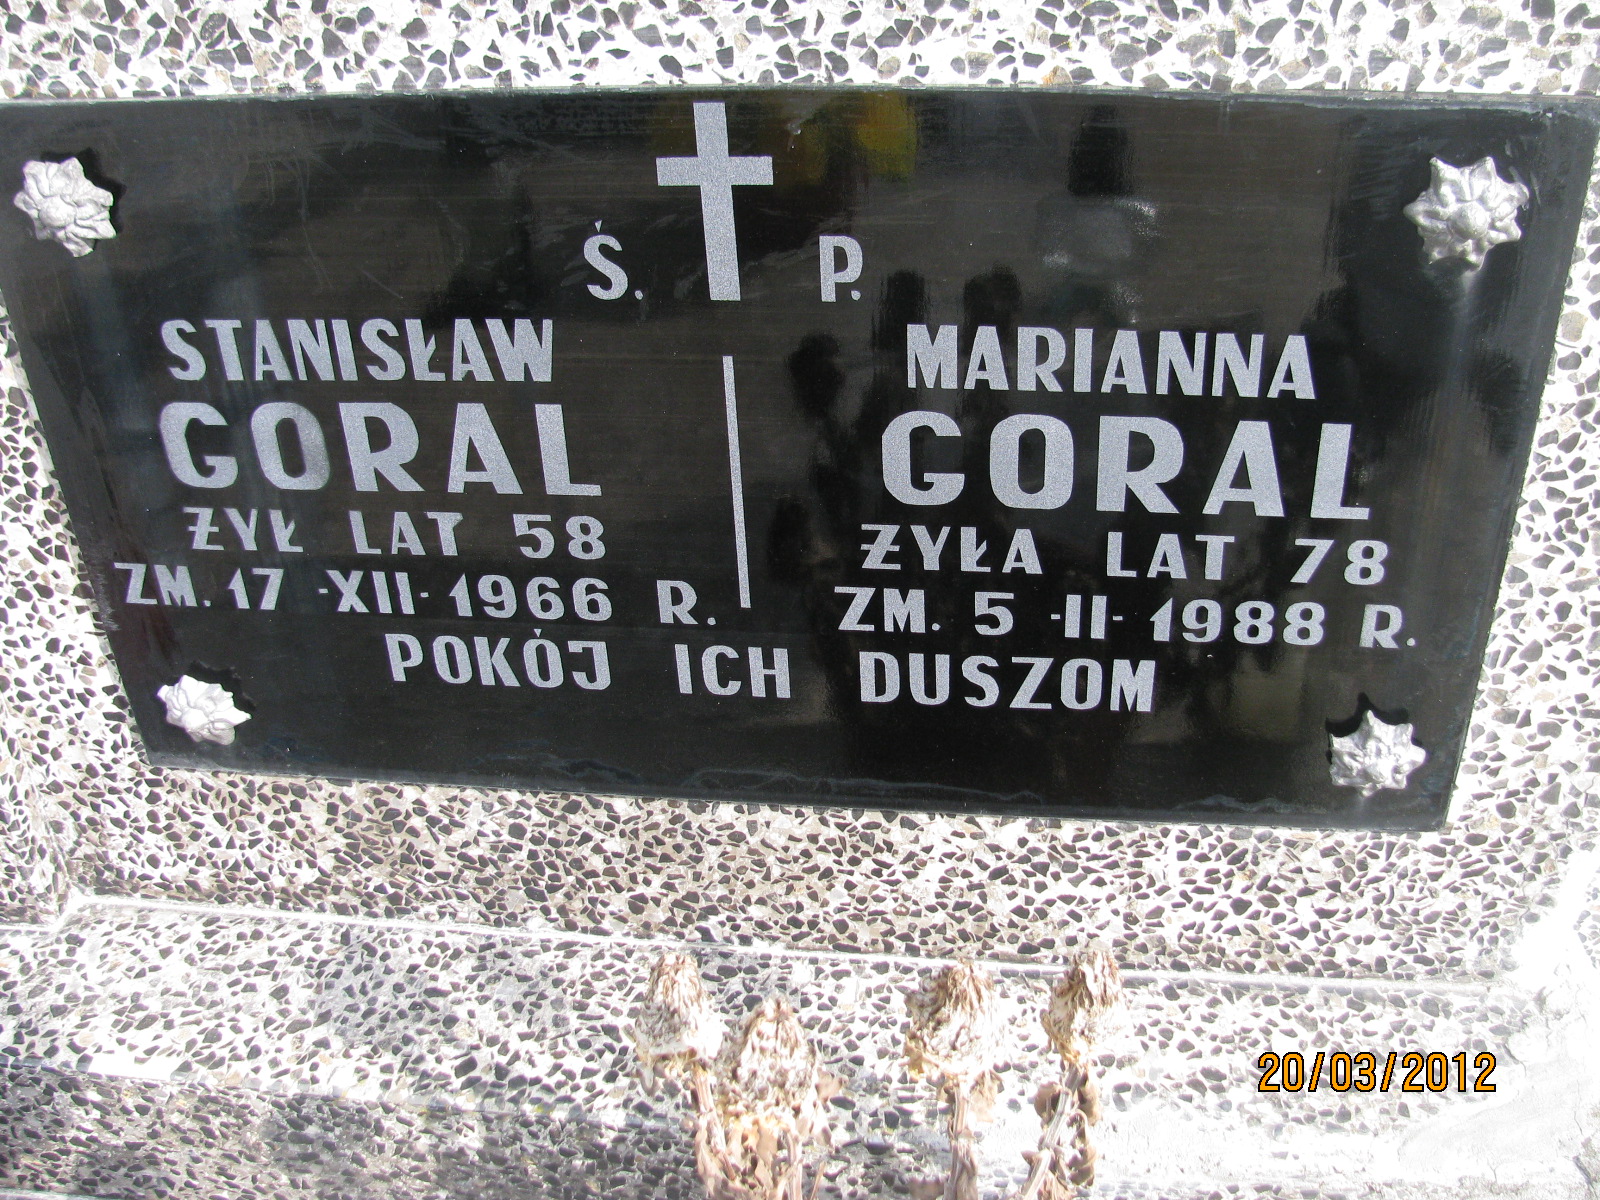 Ś. P.
STANISŁAW
GORAL
ŻYŁ LAT 58
ZM. 17 -XII- 1966 R.
MARIANNA
GORAL
ŻYŁA LAT 78
ZM. 5 -II- 1988 R.
POKÓJ ICH DUSZOM
20/03/2012